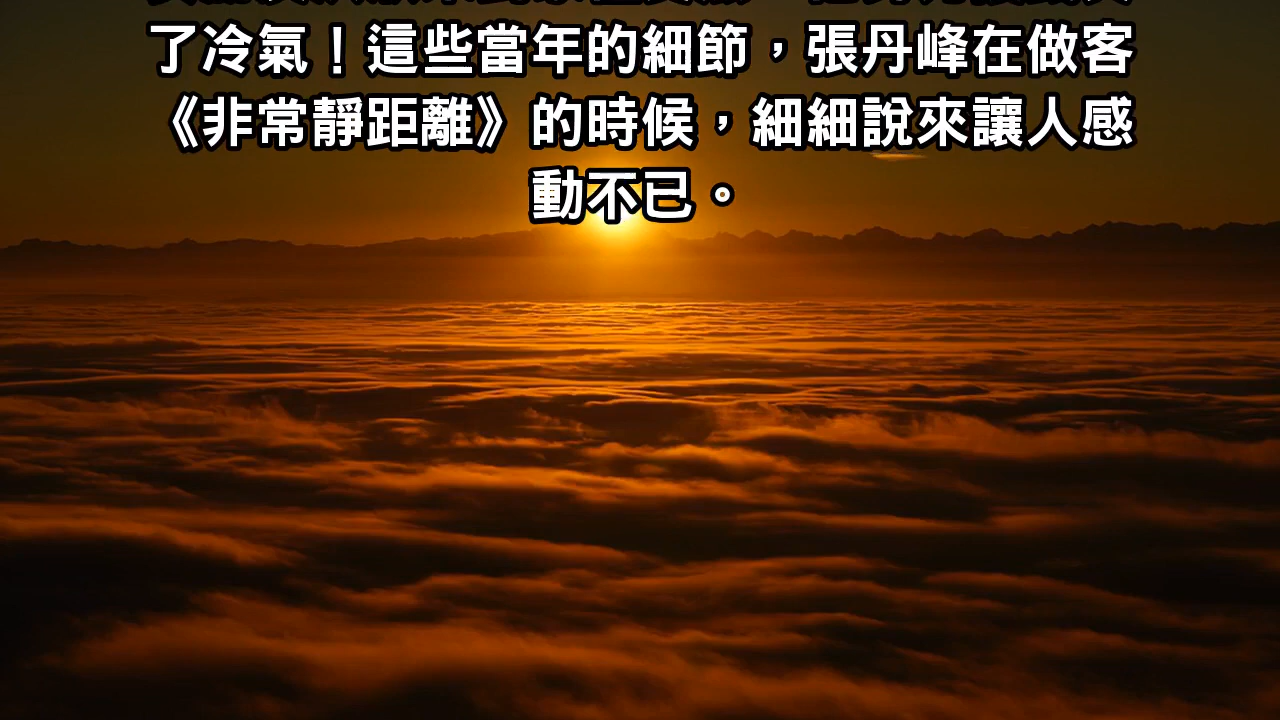 了冷氣！這些當年的細節，張丹峰在做客
《非常靜距離》的時候，細細說來讓人感
動不已。